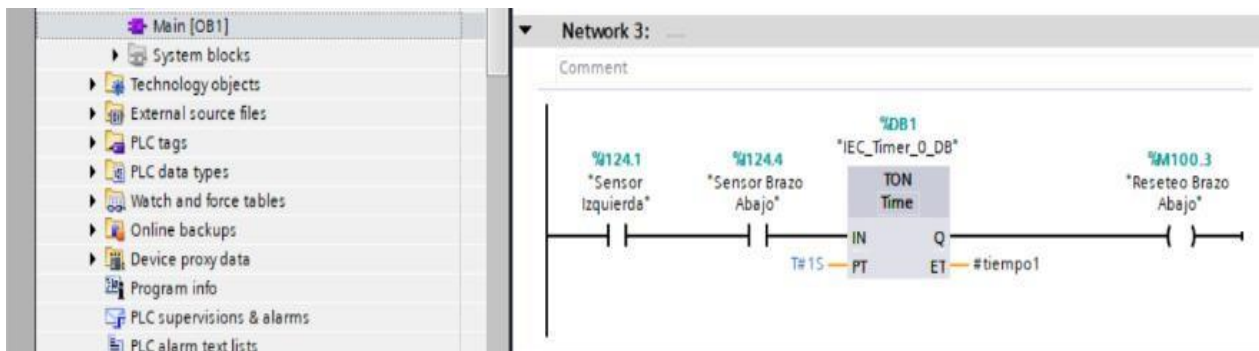 Main [OB1]
System blocks
Technology objects
External source files
PLC tags
PLC data types
Watch and force tables
Online backups
Device proxy data
Program info
PLC supervisions & alarms
PLC alarm text lists
Network 3:
Comment
%DB1
"IEC_Timer_0_DB"
%I124.1
%I124.4
%M100.3
"Sensor
Izquierda"
"Sensor Brazo
Abajo"
TON
Time
"Reseteo Brazo
Abajo"
IN
Q
T#1S
PT
ET
#tiempo1